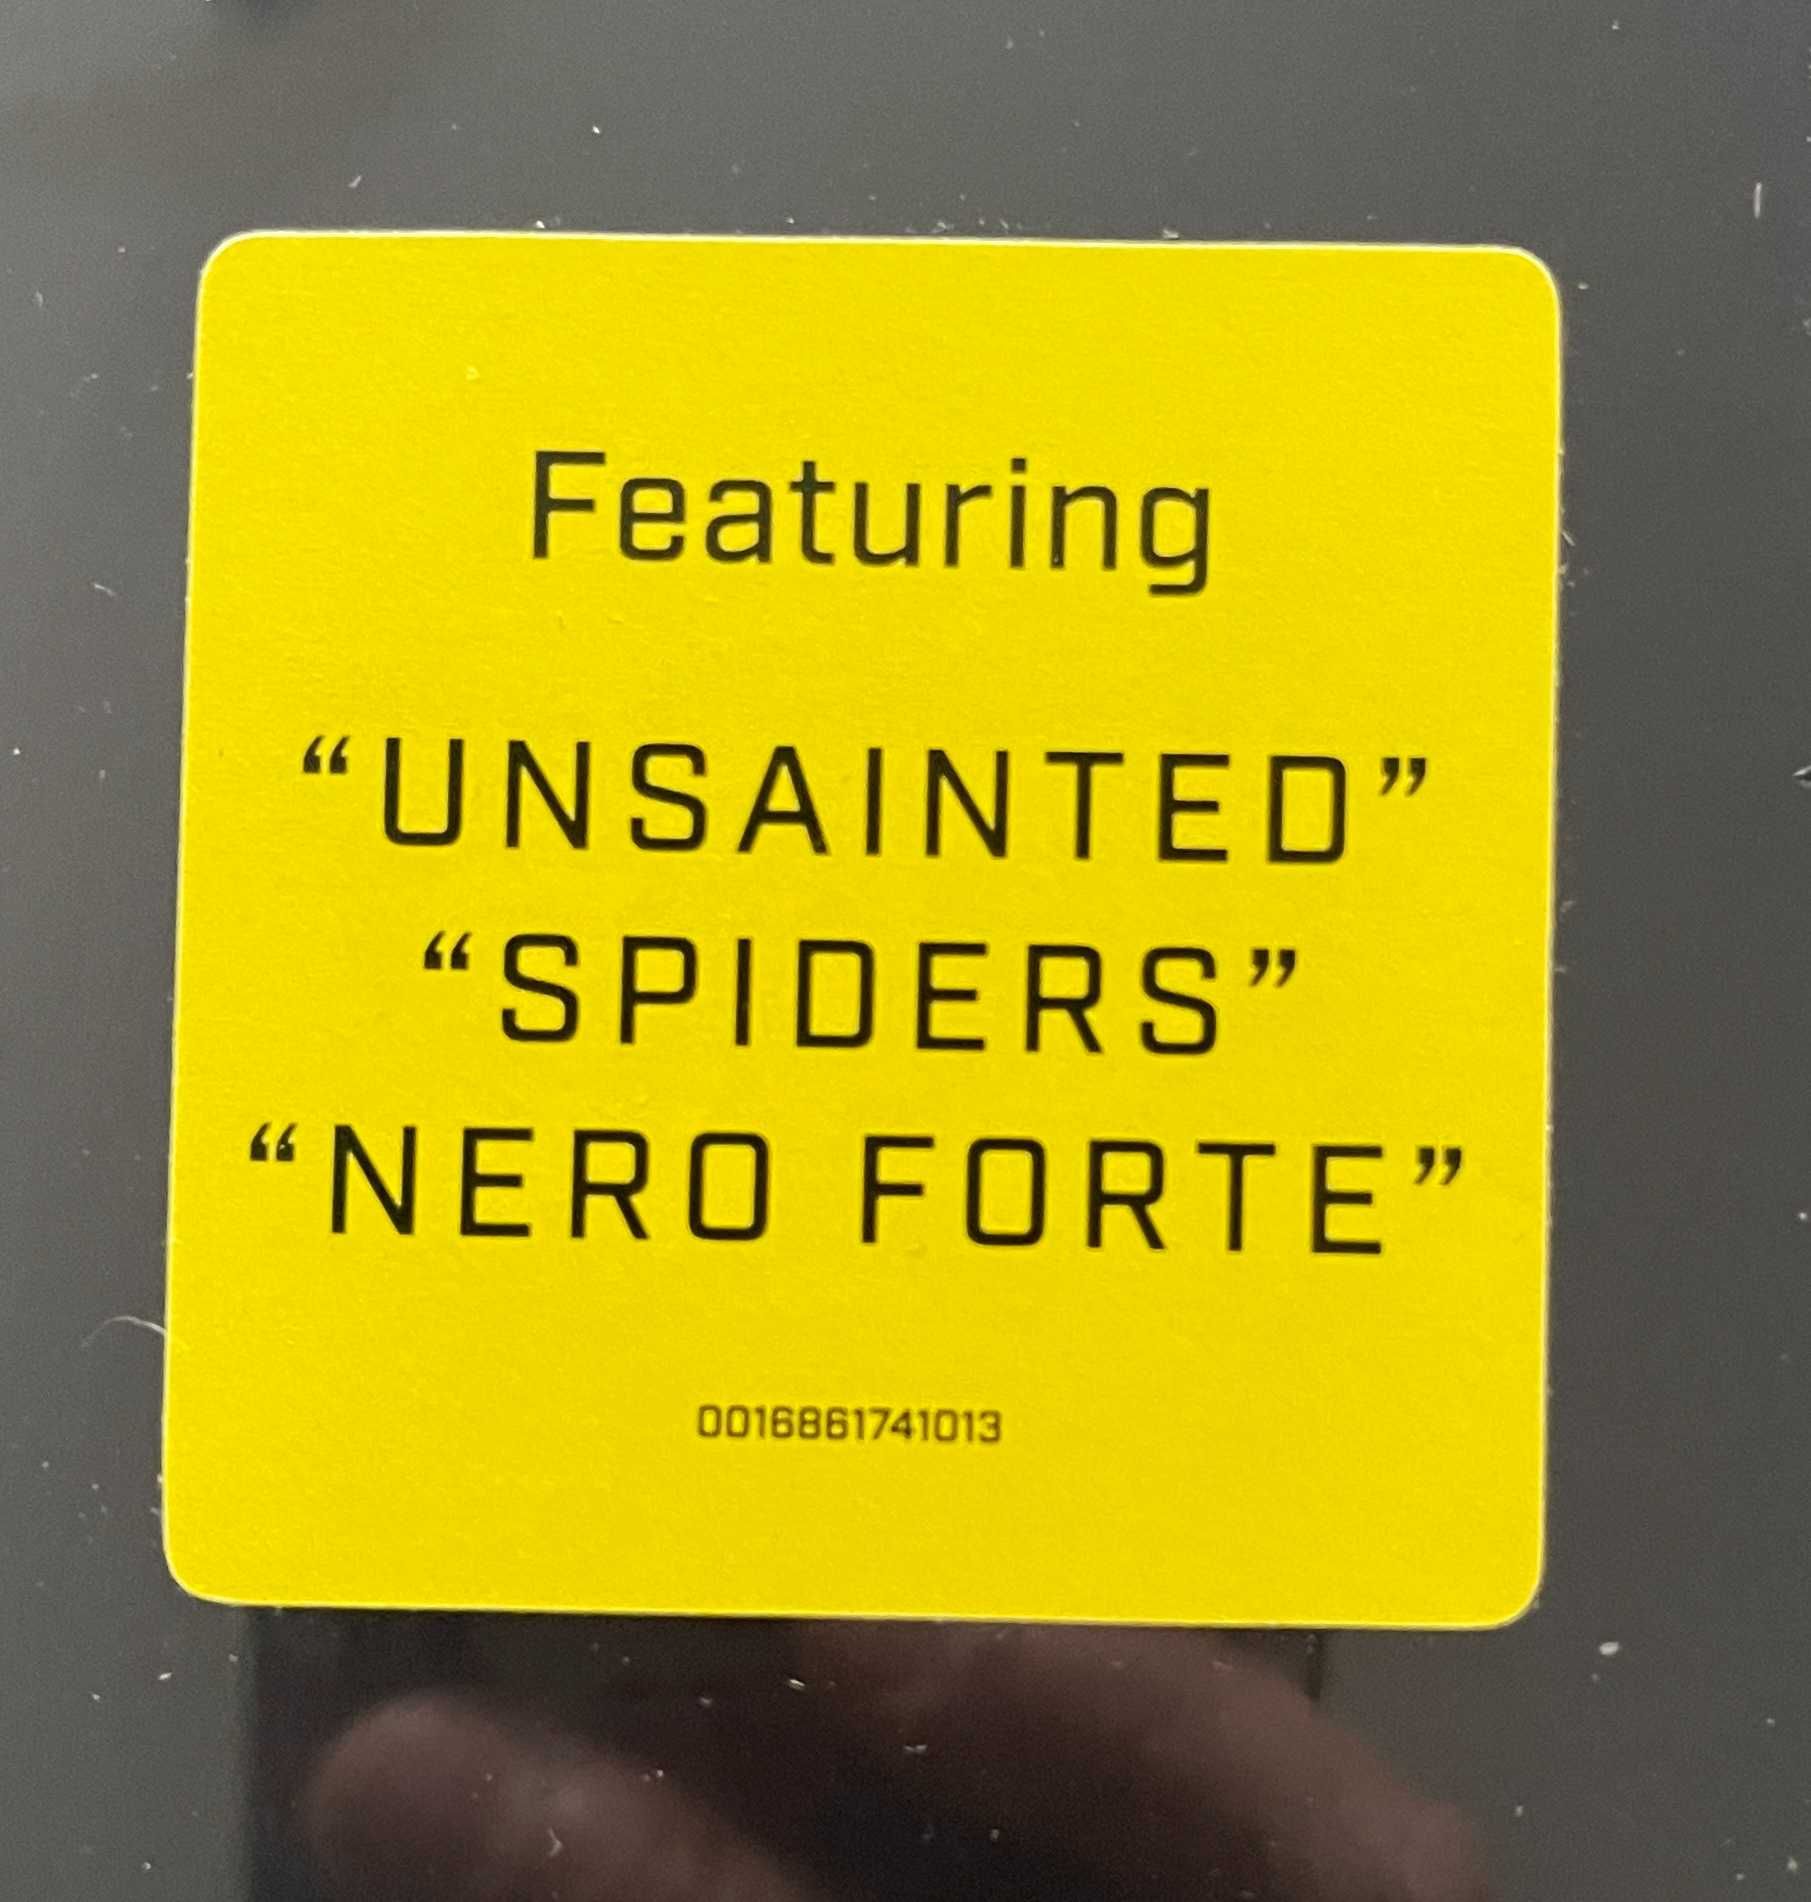 Featuring
“UNSAINTED”
“SPIDERS”
“NERO FORTE”
0016861741013